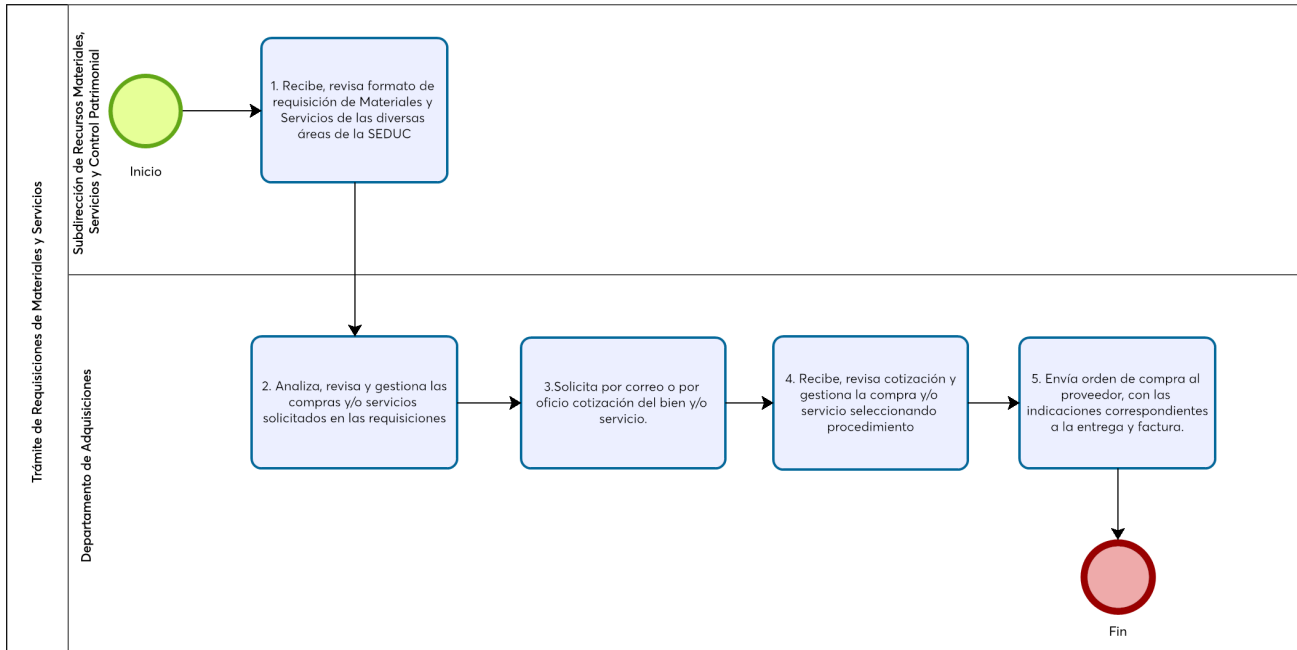 Trámite de Requisiciones de Materiales y Servicios
Subdirección de Recursos Materiales,
Servicios y Control Patrimonial
Inicio
1. Recibe, revisa formato de
requisición de Materiales y
Servicios de las diversas
áreas de la SEDUC
Departamento de Adquisiciones
2. Analiza, revisa y gestiona las
compras y/o servicios
solicitados en las requisiciones
3.Solicita por correo o por
oficio cotización del bien y/o
servicio.
4. Recibe, revisa cotización y
gestiona la compra y/o
servicio seleccionando
procedimiento
5. Envía orden de compra al
proveedor, con las
indicaciones correspondientes
a la entrega y factura.
Fin